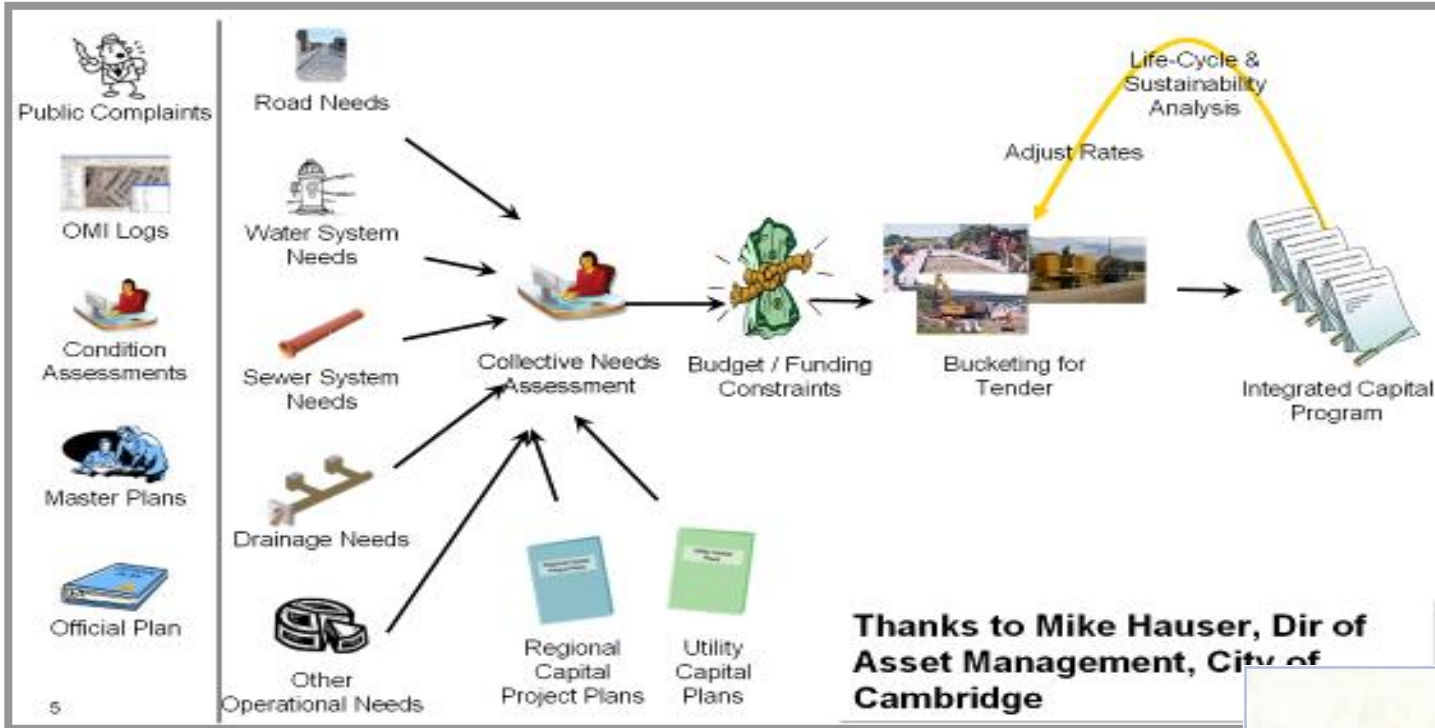 Public Complaints
OMI Logs
Condition
Assessments
Master Plans
Official Plan
5
Road Needs
Water System
Needs
Sewer System
Needs
Drainage Needs
Other
Operational Needs
Collective Needs
Assessment
Regional
Capital
Project Plans
Utility
Capital
Plans
Budget / Funding
Constraints
Bucketing for
Tender
Adjust Rates
Life-Cycle &
Sustainability
Analysis
Integrated Capital
Program
Thanks to Mike Hauser, Dir of
Asset Management, City of
Cambridge